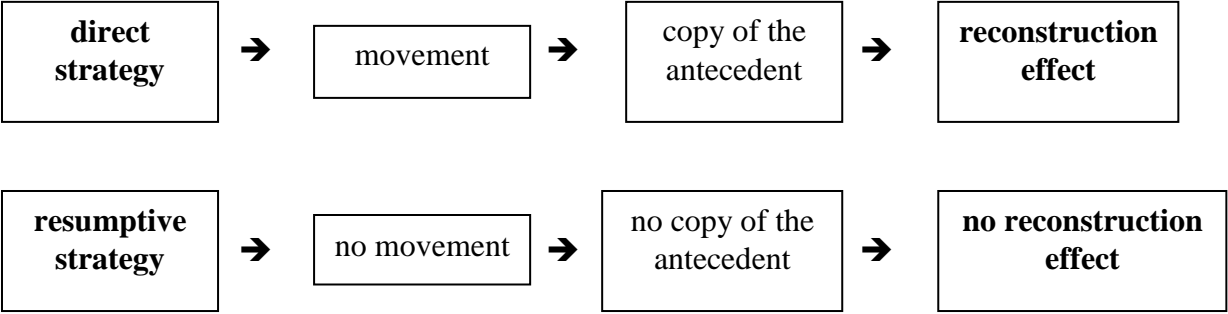 direct
strategy
➔
movement
➔
copy of the
antecedent
➔
reconstruction
effect
resumptive
strategy
➔
no movement
➔
no copy of the
antecedent
➔
no reconstruction
effect